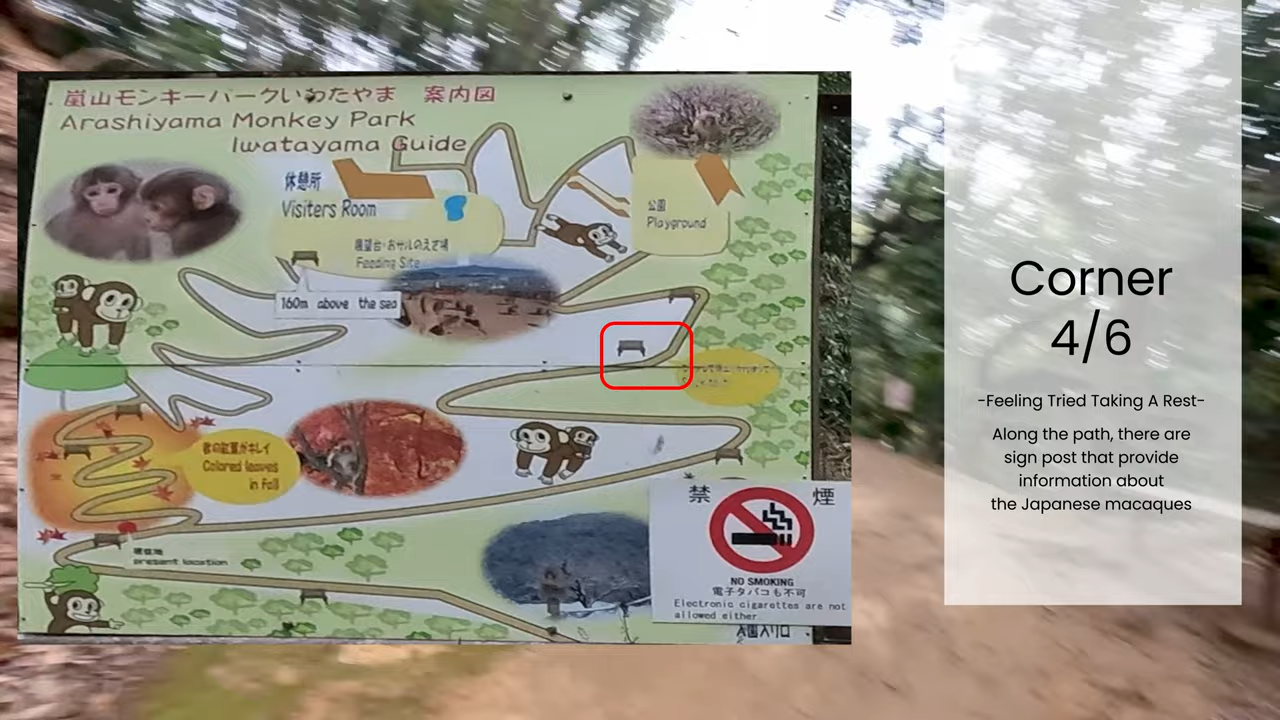 嵐山モンキーパークいわたやま 案内図
Arashiyama Monkey Park
Iwatayama Guide
休憩所
Visiters Room
展望台・おサルのえさ場
Feeding Site
160m above the sea
公園
Playground
秋の紅葉がキレイ
Colored leaves
in Fall
現在地
present location
禁煙
NO SMOKING
電子タバコも不可
Electronic cigarettes are not
allowed either
入園入り口
Corner
4/6
-Feeling Tried Taking A Rest-
Along the path, there are
sign post that provide
information about
the Japanese macaques